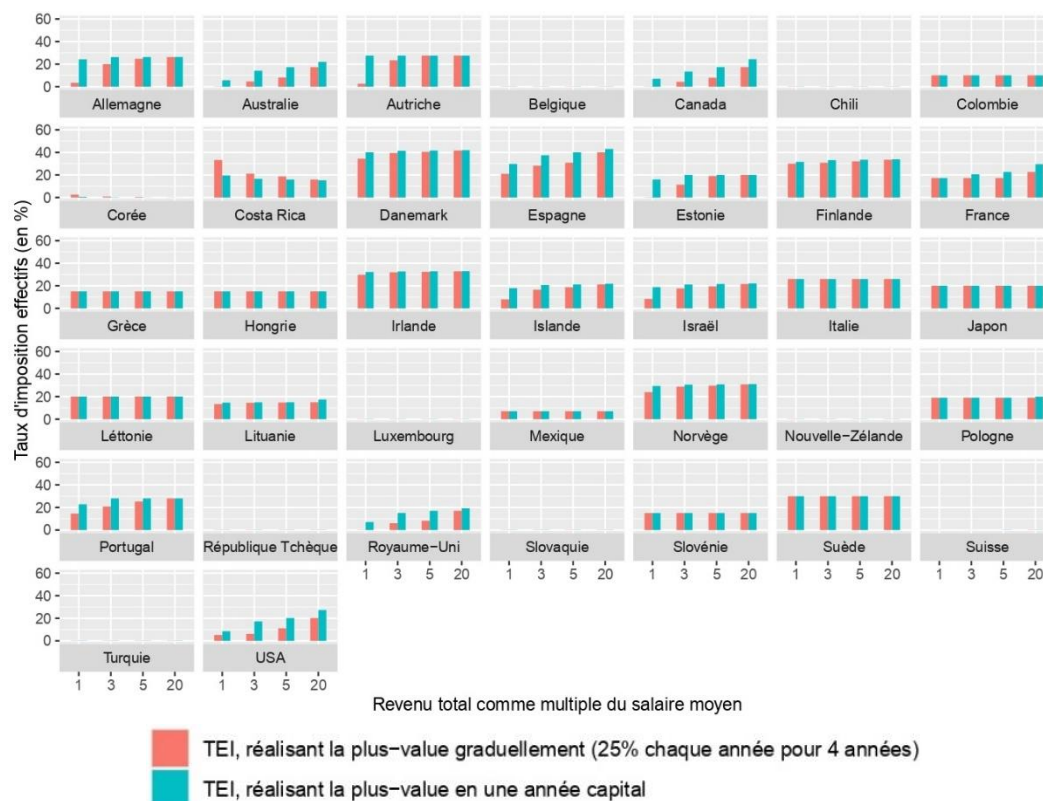 60
40
20
0
Allemagne Australie Autriche Belgique Canada Chili Colombie
60
40
20
0
Corée Costa Rica Danemark Espagne Estonie Finlande France
60
40
20
0
Grèce Hongrie Irlande Islande Israël Italie Japon
60
40
20
0
Léttonie Lituanie Luxembourg Mexique Norvège Nouvelle-Zélande Pologne
60
40
20
0
Portugal République Tchèque Royaume-Uni Slovaquie Slovénie Suède Suisse
1 3 5 20 1 3 5 20 1 3 5 20 1 3 5 20 1 3 5 20
60
40
20
0
Turquie USA
1 3 5 20 1 3 5 20
Taux d'imposition effectifs (en %)
Revenu total comme multiple du salaire moyen
TEI, réalisant la plus-value graduellement (25% chaque année pour 4 années)
TEI, réalisant la plus-value en une année capital